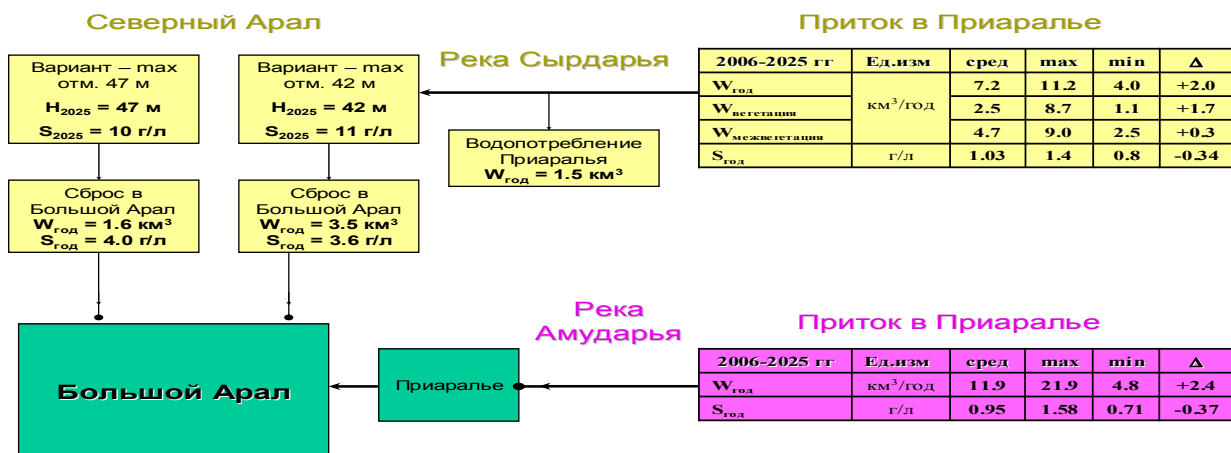 Северный Арал
Приток в Приаралье
Река Сырдарья
Вариант – max
отм. 47 м
H2025 = 47 м
S2025 = 10 г/л
Вариант – max
отм. 42 м
H2025 = 42 м
S2025 = 11 г/л
2006-2025 гг Ед.изм сред max min Δ
Wгод км³/год 7.2 11.2 4.0 +2.0
Wвегетация 2.5 8.7 1.1 +1.7
Wмежвегетация 4.7 9.0 2.5 +0.3
Sгод г/л 1.03 1.4 0.8 -0.34
Водопотребление
Приаралья
Wгод = 1.5 км³
Сброс в
Большой Арал
Wгод = 1.6 км³
Sгод = 4.0 г/л
Сброс в
Большой Арал
Wгод = 3.5 км³
Sгод = 3.6 г/л
Река
Амударья
Приток в Приаралье
Большой Арал
Приаралье
2006-2025 гг Ед.изм сред max min Δ
Wгод км³/год 11.9 21.9 4.8 +2.4
Sгод г/л 0.95 1.58 0.71 -0.37